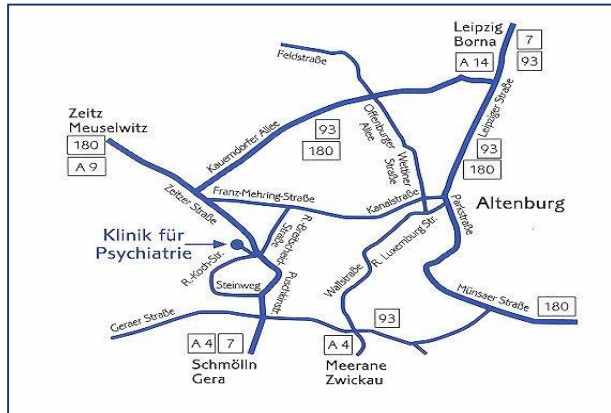 Leipzig
Borna
7
A 14
93
Feldstraße
Zeitz
Meuselwitz
180
A 9
Kauerndorfer Allee
93
180
Offenburger
Allee
Wettiner
Straße
Leipziger Straße
93
180
Zeitzer Straße
Franz-Mehring-Straße
Kanalstraße
Parkstraße
Altenburg
Klinik für
Psychiatrie
R.-Breitscheid-
Straße
R.-Koch-Str.
Steinweg
Puschkinstr.
Wallstraße
R. Luxemburg Str.
Münsaer Straße
180
Geraer Straße
93
A 4
7
Schmölln
Gera
A 4
Meerane
Zwickau